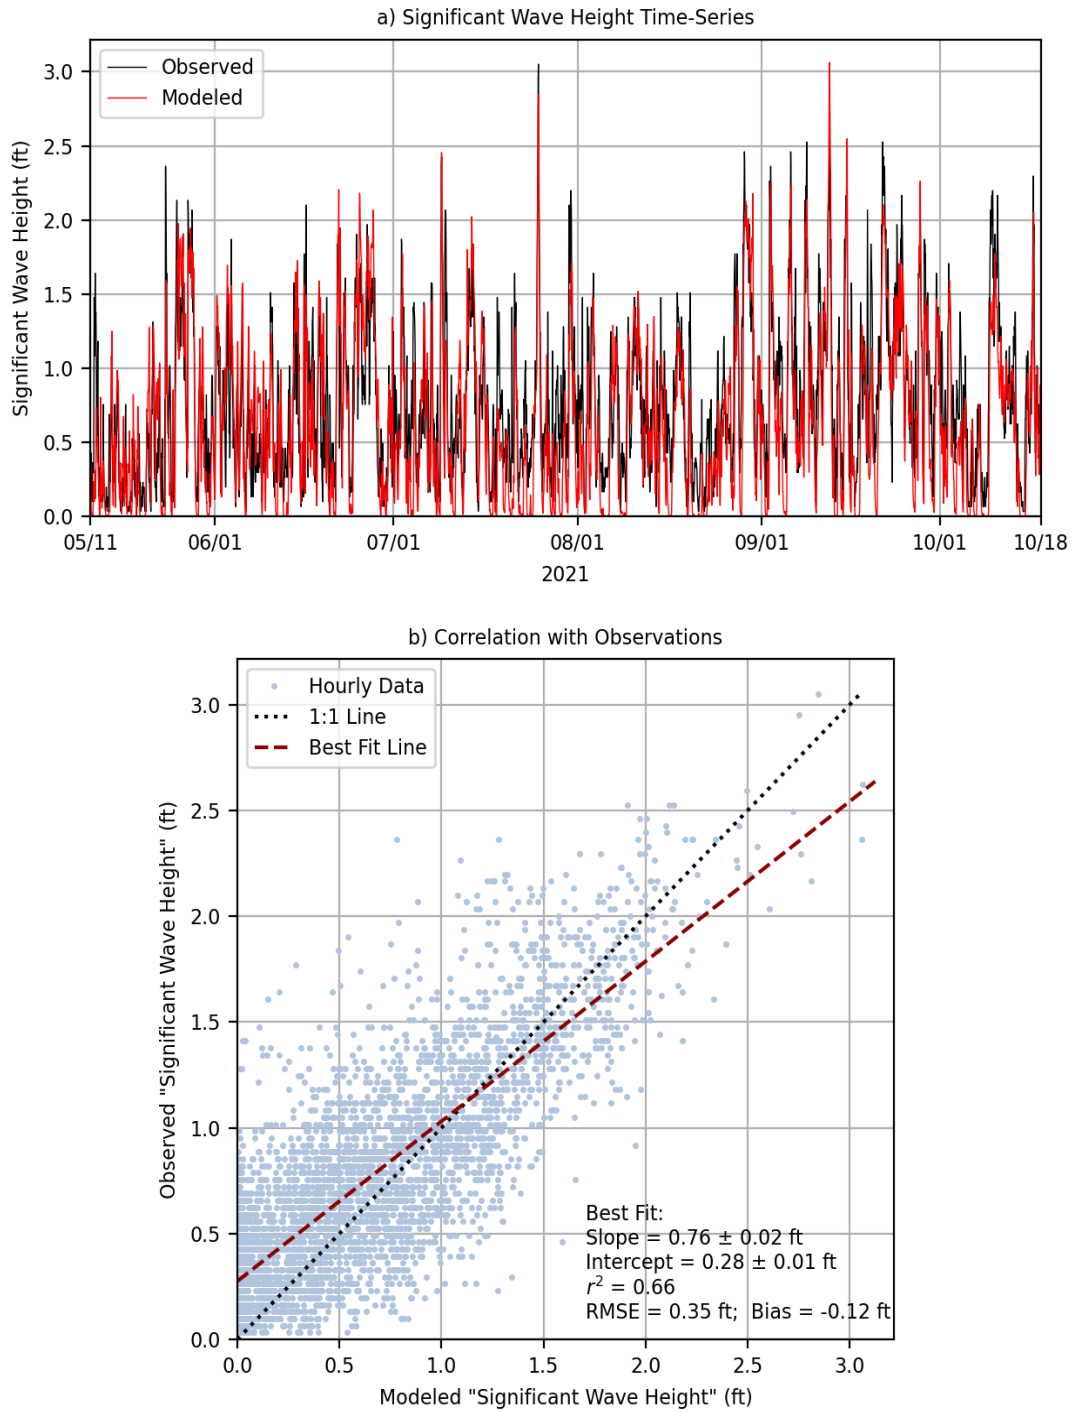 a) Significant Wave Height Time-Series
Significant Wave Height (ft)
3.0
2.5
2.0
1.5
1.0
0.5
0.0
Observed
Modeled
05/11 06/01 07/01 08/01 09/01 10/01 10/18
2021
b) Correlation with Observations
Observed "Significant Wave Height" (ft)
3.0
2.5
2.0
1.5
1.0
0.5
0.0
Hourly Data
1:1 Line
Best Fit Line
Best Fit:
Slope = 0.76 ± 0.02 ft
Intercept = 0.28 ± 0.01 ft
r² = 0.66
RMSE = 0.35 ft; Bias = -0.12 ft
0.0 0.5 1.0 1.5 2.0 2.5 3.0
Modeled "Significant Wave Height" (ft)